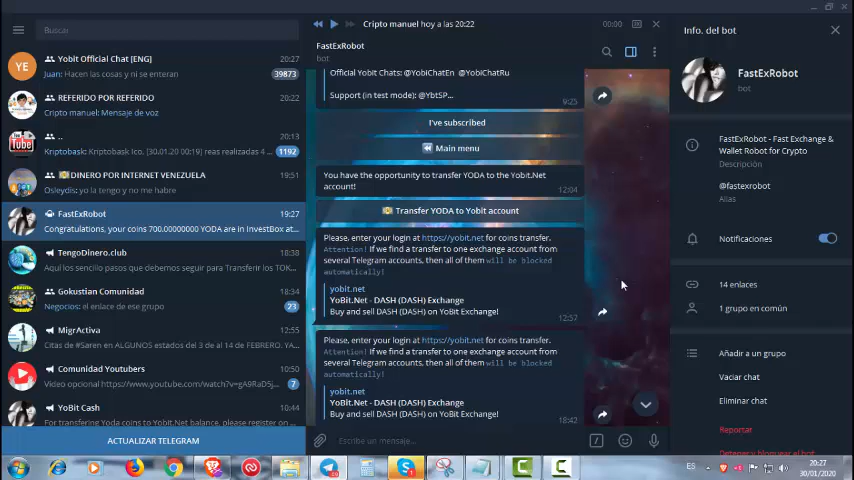 Cripto manuel hoy a las 20:22
00:00
Buscar
YE
Yobit Official Chat [ENG]
20:27
Juan: Hacen las cosas y ni se enteran
39873
REFERIDO POR REFERIDO
20:22
Cripto manuel: Mensaje de voz
You Tube
..
20:13
Kriptobask: Kriptobask Ico. [30.01.20 00:19] reas realizadas 4 ...
1192
DINERO POR INTERNET VENEZUELA
19:51
Osleydis: yo la tengo y no me habre
FastExRobot
19:27
Congratulations, your coins 700.00000000 YODA are in InvestBox at...
TengoDinero.club
18:38
Aquí los sencillo pasos que debemos seguir para Transferir los TOK...
Gokustian Comunidad
18:34
Negocios: el enlace de ese grupo
23
MigrActiva
12:55
Citas de #Saren en ALGUNOS estados del 3 al 14 de FEBRERO. YA...
Comunidad Youtubers
10:50
Video opcional https://www.youtube.com/watch?v=gA9RaD5j...
7
YoBit Cash
10:44
For transfering Yoda coins to Yobit.Net balance, please register on ...
ACTUALIZAR TELEGRAM
FastExRobot
bot
Official Yobit Chats: @YobiChatEn @YobiChatRu
Support (in test mode): @YbtSP...
9:25
I've subscribed
Main menu
You have the opportunity to transfer YODA to the Yobit.Net
account!
12:04
Transfer YODA to Yobit account
Please, enter your login at https://yobit.net for coins transfer.
Attention! If we find a transfer to one exchange account from
several Telegram accounts, then all of them will be blocked
automatically!
yobit.net
YoBit.Net - DASH (DASH) Exchange
Buy and sell DASH (DASH) on YoBit Exchange!
12:57
Please, enter your login at https://yobit.net for coins transfer.
Attention! If we find a transfer to one exchange account from
several Telegram accounts, then all of them will be blocked
automatically!
yobit.net
YoBit.Net - DASH (DASH) Exchange
Buy and sell DASH (DASH) on YoBit Exchange!
18:42
Escribe un mensaje...
Info. del bot
FastExRobot
bot
FastExRobot - Fast Exchange &
Wallet Robot for Crypto
Descripción
@fastexrobot
Alias
Notificaciones
14 enlaces
1 grupo en común
Añadir a un grupo
Vaciar chat
Eliminar chat
Reportar
Detener y bloquear el bot
ES
20:27
30/01/2020